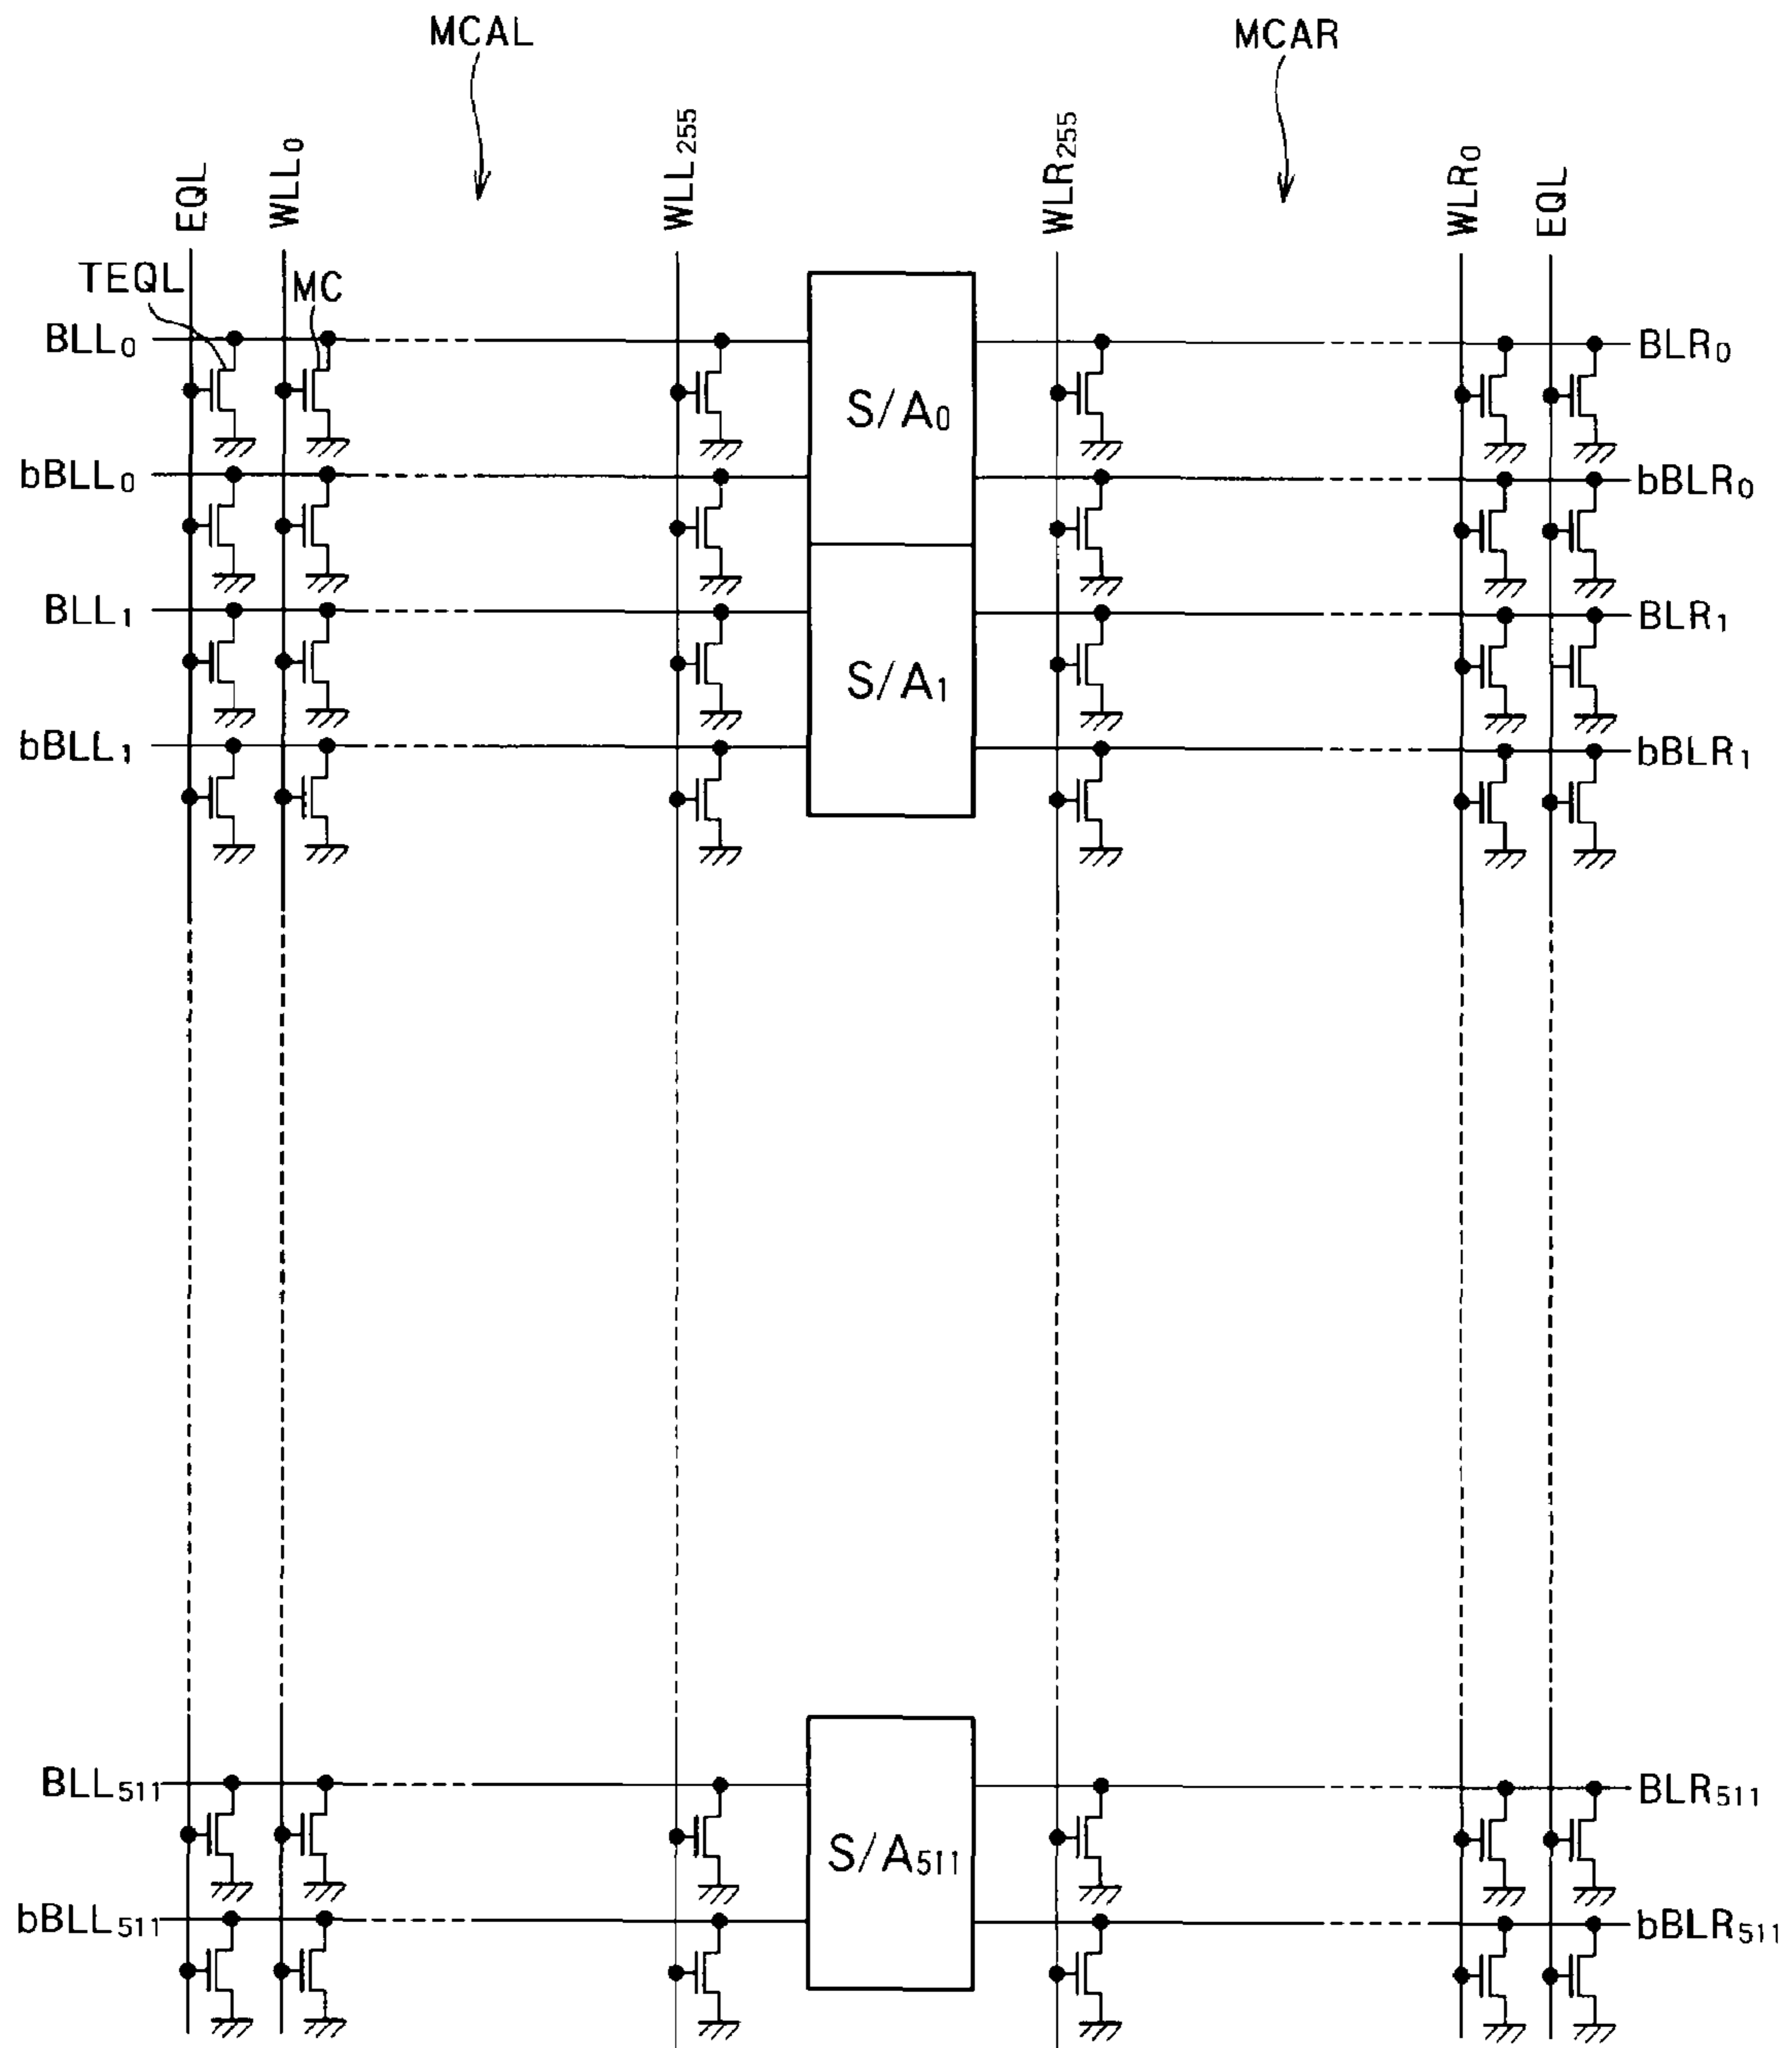 MCAL MCAR
EQL WLL0 WLL255 WLR255 WLR0 EQL
TEQL MC
BLL0 S/A0 BLR0
bBLL0 bBLR0
BLL1 S/A1 BLR1
bBLL1 bBLR1
BLL511 S/A511 BLR511
bBLL511 bBLR511